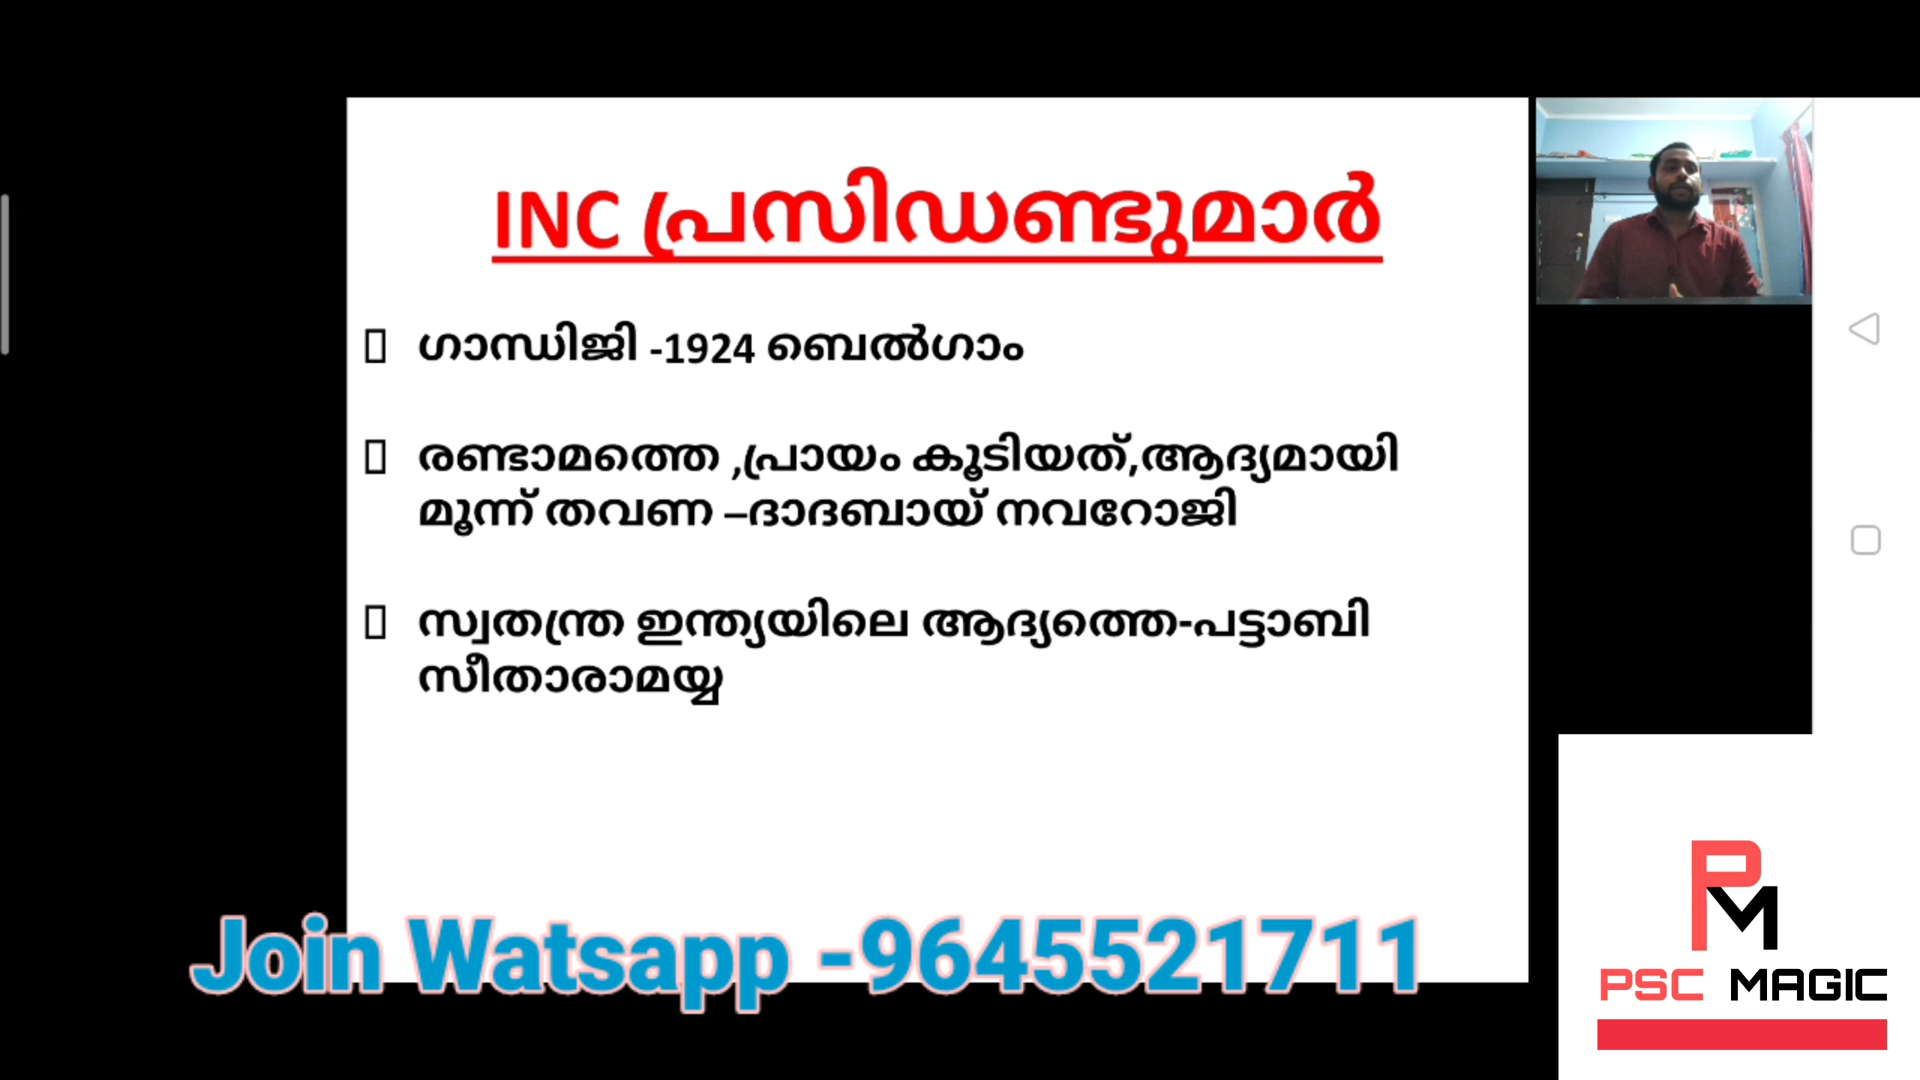 INC പ്രസിഡണ്ടുമാർ
ഗാന്ധിജി -1924 ബെൽഗാം
രണ്ടാമത്തെ ,പ്രായം കൂടിയത്,ആദ്യമായി
മൂന്ന് തവണ –ദാദബായ് നവറോജി
സ്വതന്ത്ര ഇന്ത്യയിലെ ആദ്യത്തെ-പട്ടാബി
സീതാരാമയ്യ
Join Watsapp -9645521711
PM
PSC MAGIC